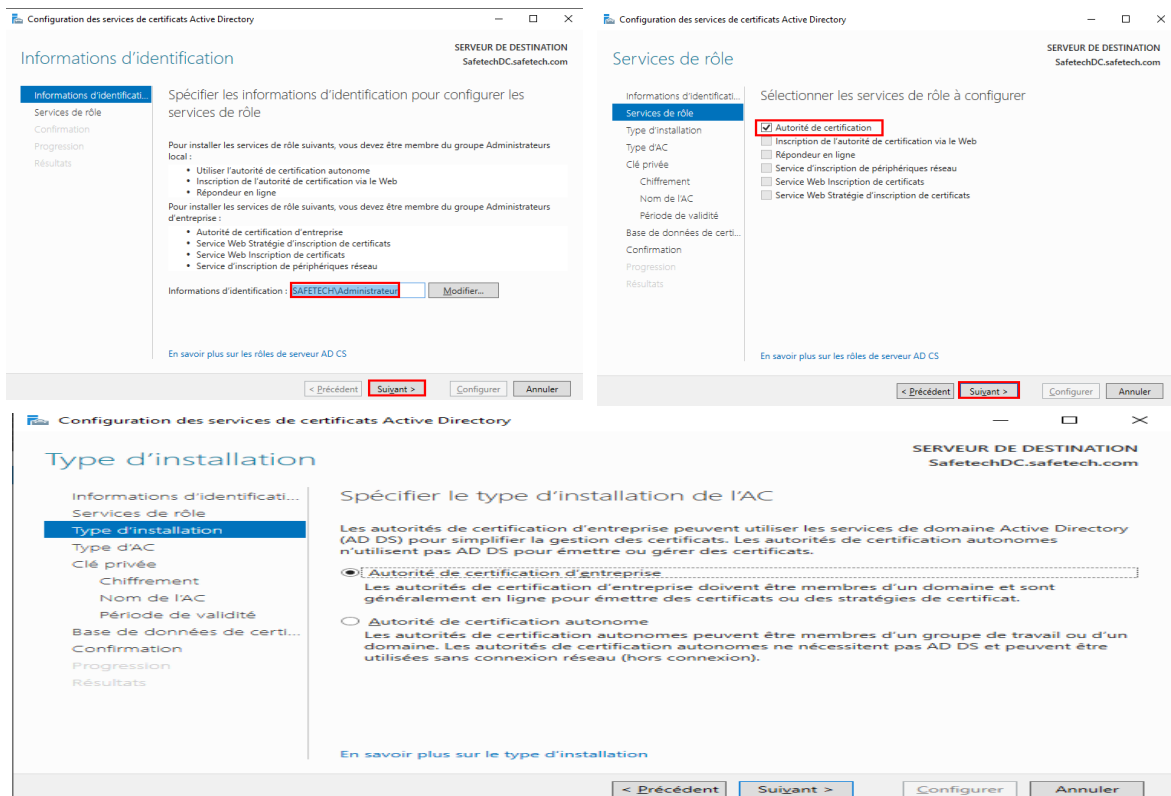 Configuration des services de certificats Active Directory
Informations d'identification
SERVEUR DE DESTINATION
SafetechDC.safetech.com
Informations d'identificati...
Services de rôle
Confirmation
Progression
Résultats
Spécifier les informations d'identification pour configurer les
services de rôle
Pour installer les services de rôle suivants, vous devez être membre du groupe Administrateurs
local :
• Utiliser l'autorité de certification autonome
• Inscription de l'autorité de certification via le Web
• Répondeur en ligne
Pour installer les services de rôle suivants, vous devez être membre du groupe Administrateurs
d'entreprise :
• Autorité de certification d'entreprise
• Service Web Stratégie d'inscription de certificats
• Service Web Inscription de certificats
• Service d'inscription de périphériques réseau
Informations d'identification : SAFETECH\Administrateur Modifier...
En savoir plus sur les rôles de serveur AD CS
< Précédent Suivant > Configurer Annuler
Configuration des services de certificats Active Directory
Services de rôle
SERVEUR DE DESTINATION
SafetechDC.safetech.com
Informations d'identificati...
Services de rôle
Type d'installation
Type d'AC
Clé privée
Chiffrement
Nom de l'AC
Période de validité
Base de données de certi...
Confirmation
Progression
Résultats
Sélectionner les services de rôle à configurer
Autorité de certification
Inscription de l'autorité de certification via le Web
Répondeur en ligne
Service d'inscription de périphériques réseau
Service Web Inscription de certificats
Service Web Stratégie d'inscription de certificats
En savoir plus sur les rôles de serveur AD CS
< Précédent Suivant > Configurer Annuler
Configuration des services de certificats Active Directory
Type d'installation
SERVEUR DE DESTINATION
SafetechDC.safetech.com
Informations d'identificati...
Services de rôle
Type d'installation
Type d'AC
Clé privée
Chiffrement
Nom de l'AC
Période de validité
Base de données de certi...
Confirmation
Progression
Résultats
Spécifier le type d'installation de l'AC
Les autorités de certification d'entreprise peuvent utiliser les services de domaine Active Directory
(AD DS) pour simplifier la gestion des certificats. Les autorités de certification autonomes
n'utilisent pas AD DS pour émettre ou gérer des certificats.
Autorité de certification d'entreprise
Les autorités de certification d'entreprise doivent être membres d'un domaine et sont
généralement en ligne pour émettre des certificats ou des stratégies de certificat.
Autorité de certification autonome
Les autorités de certification autonomes peuvent être membres d'un groupe de travail ou d'un
domaine. Les autorités de certification autonomes ne nécessitent pas AD DS et peuvent être
utilisées sans connexion réseau (hors connexion).
En savoir plus sur le type d'installation
< Précédent Suivant > Configurer Annuler